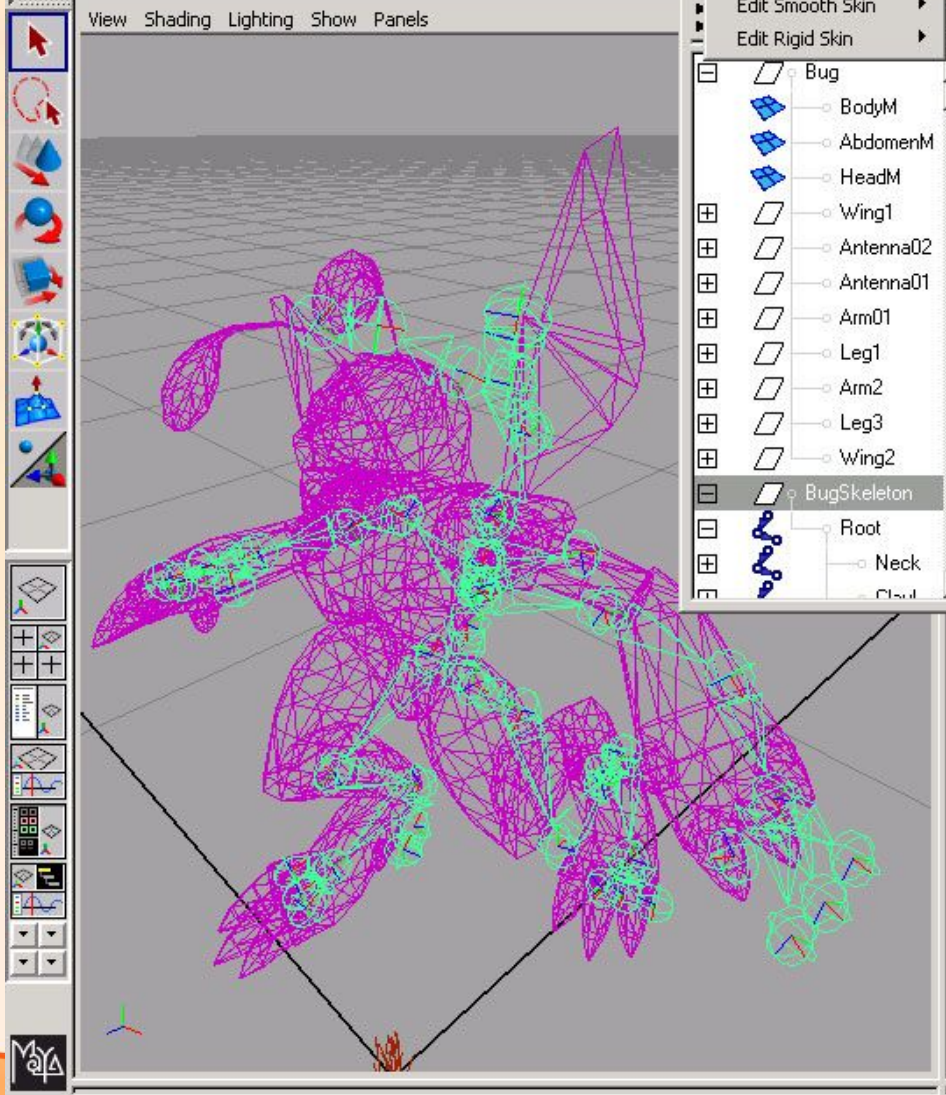 View Shading Lighting Show Panels
Edit Smooth Skin
Edit Rigid Skin
Bug
BodyM
AbdomenM
HeadM
Wing1
Antenna02
Antenna01
Arm01
Leg1
Arm2
Leg3
Wing2
BugSkeleton
Root
Neck
MAYA